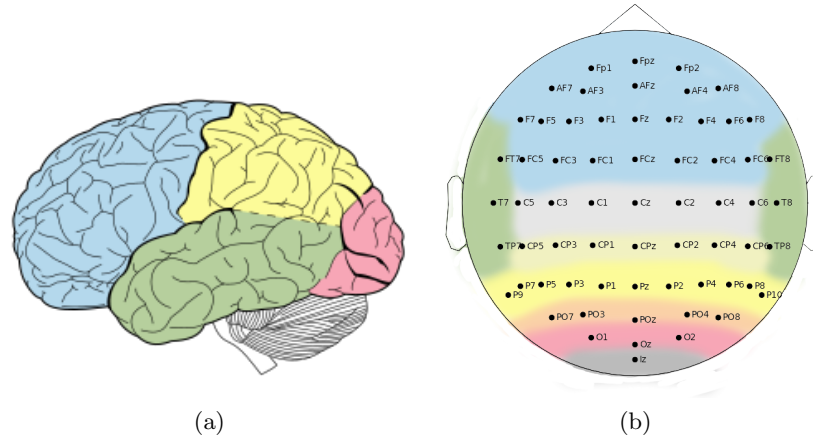 Fpz
Fp1 Fp2
AF7 AF3 AFz AF4 AF8
F7 F5 F3 F1 Fz F2 F4 F6 F8
FT7 FC5 FC3 FC1 FCz FC2 FC4 FC6 FT8
T7 C5 C3 C1 Cz C2 C4 C6 T8
TP7 CP5 CP3 CP1 CPz CP2 CP4 CP6 TP8
P9 P7 P5 P3 P1 Pz P2 P4 P6 P8 P10
PO7 PO3 POz PO4 PO8
O1 Oz O2
Iz
(a) (b)